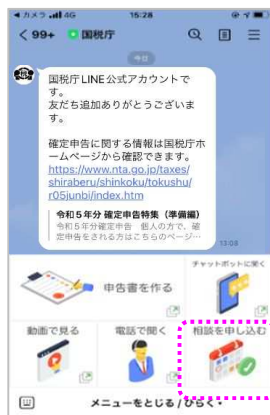 ◀カメラ 4G 15:28
< 99+ 国税庁
今日
国税庁LINE公式アカウントで
す。
友だち追加ありがとうございま
す。
確定申告に関する情報は国税庁ホ
ームページから確認できます。
https://www.nta.go.jp/taxes/
shiraberu/shinkoku/tokushu/
r05junbi/index.htm
令和5年分 確定申告特集（準備編）
令和5年分確定申告 個人の方で、確
定申告をされる方はこちらのページ…
13:08
申告書を作る
チャットボットに聞く
動画で見る
電話で聞く
相談を申し込む
メニューをとじる/ひらく▾